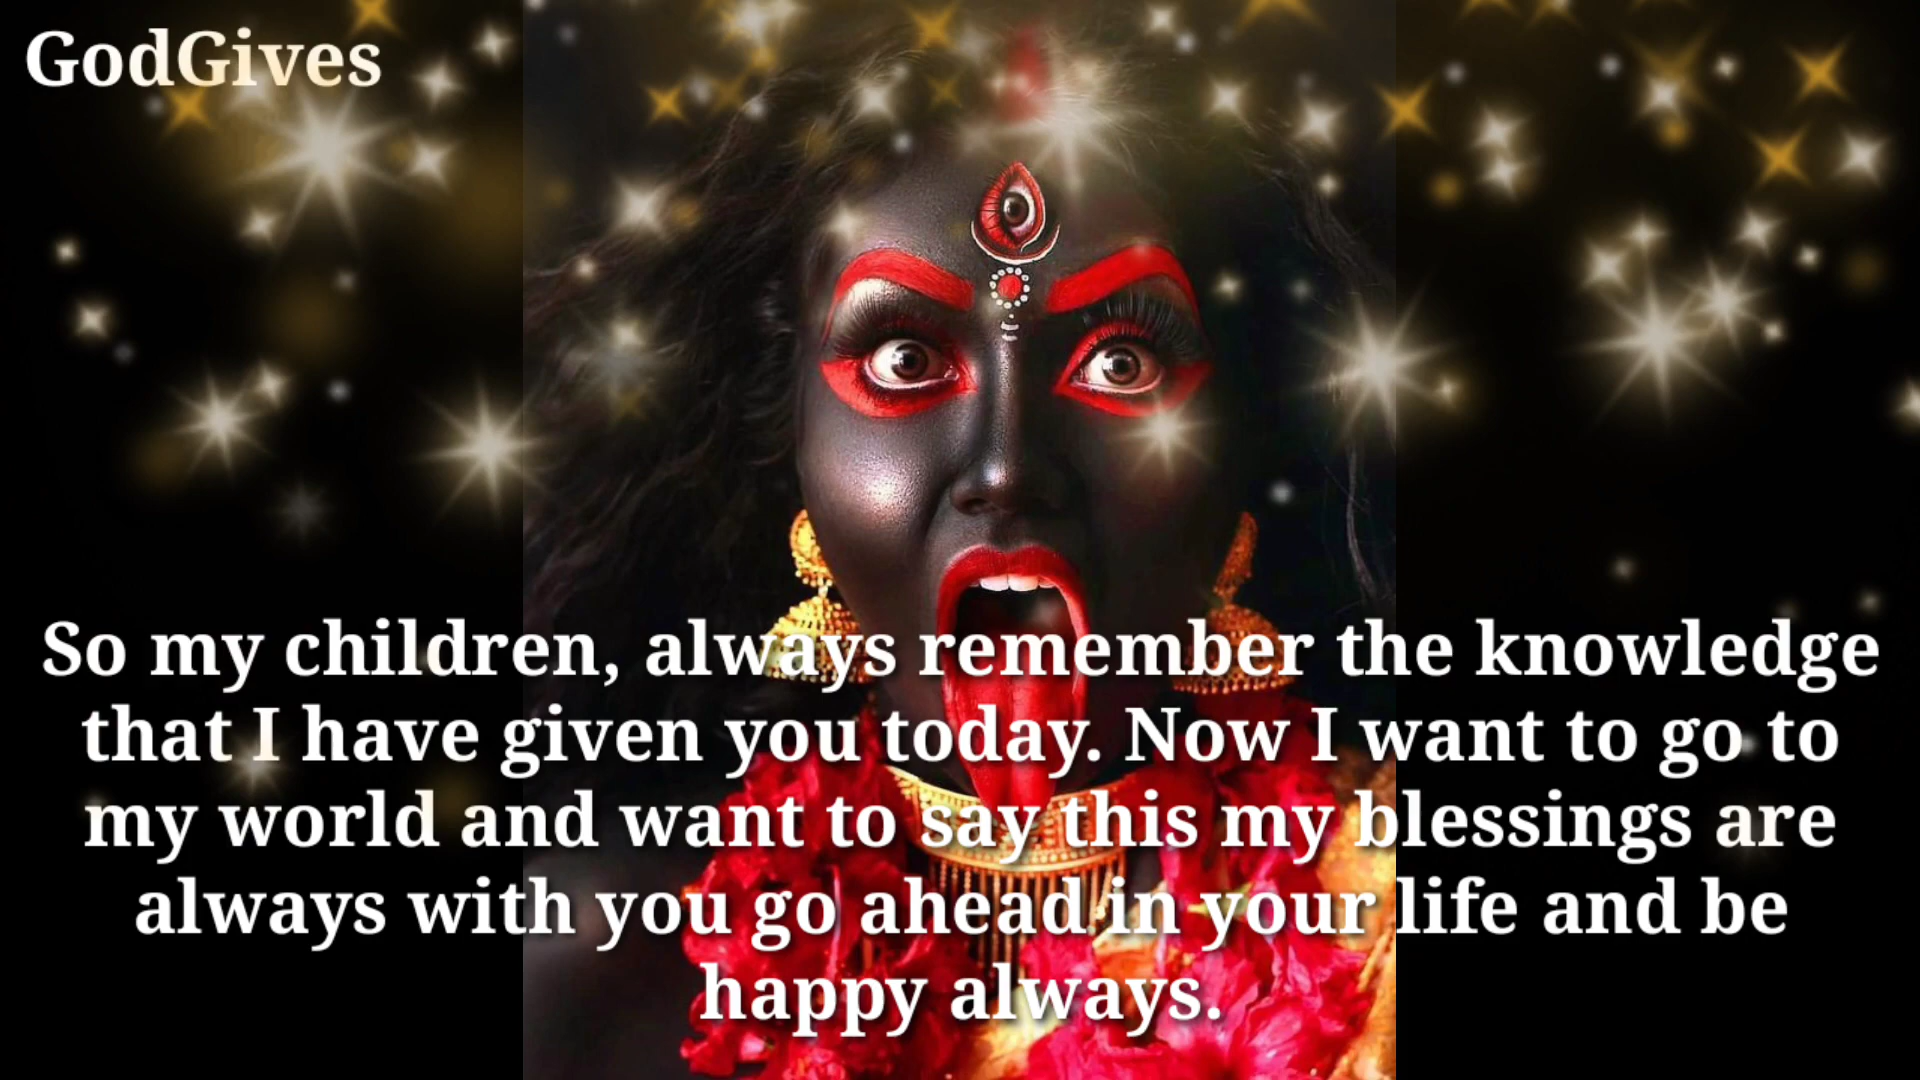 GodGives
So my children, always remember the knowledge
that I have given you today. Now I want to go to
my world and want to say this my blessings are
always with you go ahead in your life and be
happy always.